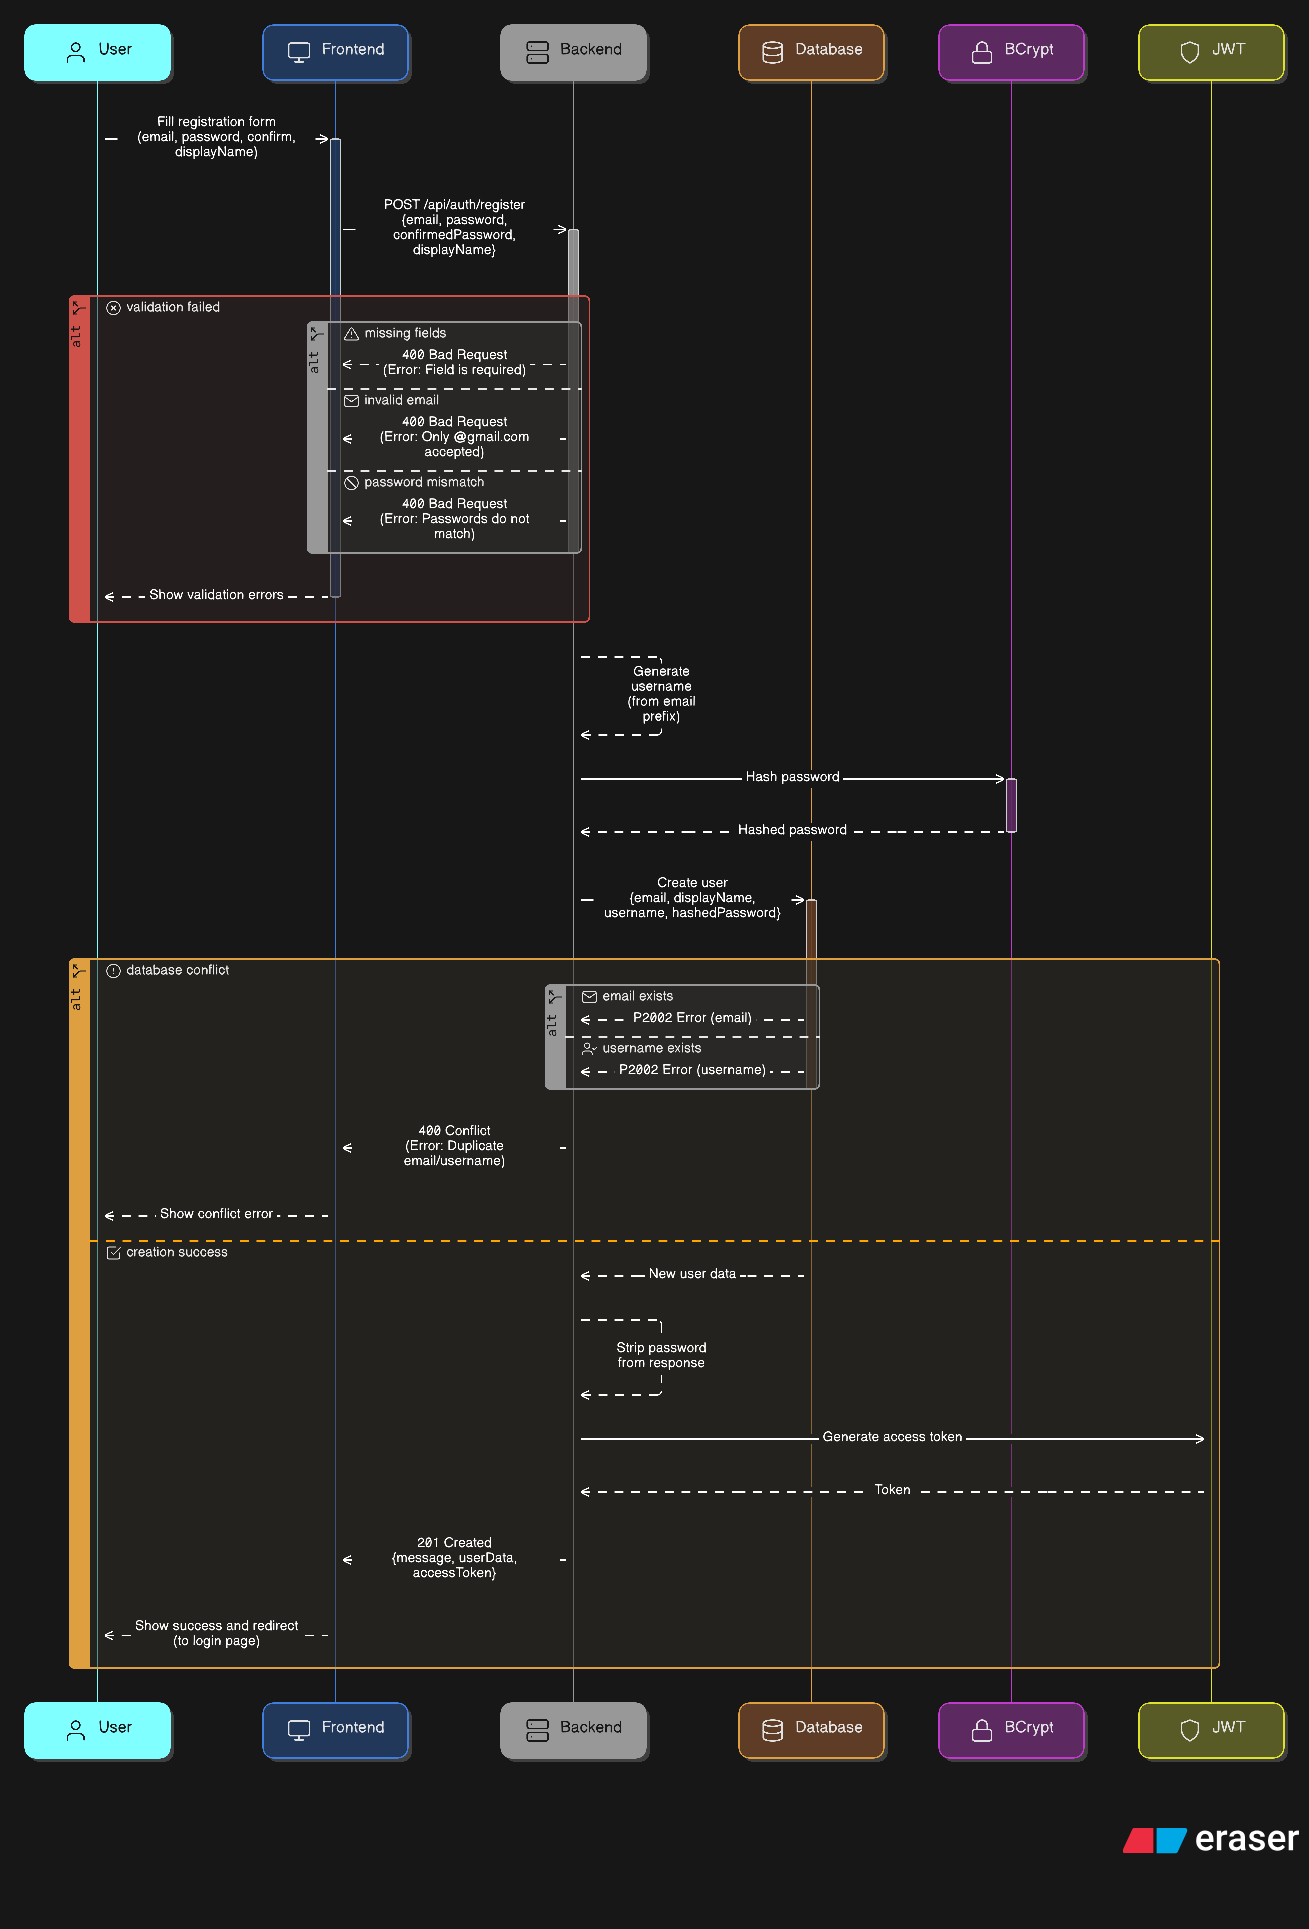 User
Frontend
Backend
Database
BCrypt
JWT
Fill registration form
(email, password, confirm,
displayName)
POST /api/auth/register
{email, password,
confirmedPassword,
displayName}
alt
validation failed
alt
missing fields
400 Bad Request
(Error: Field is required)
invalid email
400 Bad Request
(Error: Only @gmail.com
accepted)
password mismatch
400 Bad Request
(Error: Passwords do not
match)
Show validation errors
Generate
username
(from email
prefix)
Hash password
Hashed password
Create user
{email, displayName,
username, hashedPassword}
alt
database conflict
alt
email exists
P2002 Error (email)
username exists
P2002 Error (username)
400 Conflict
(Error: Duplicate
email/username)
Show conflict error
creation success
New user data
Strip password
from response
Generate access token
Token
201 Created
{message, userData,
accessToken}
Show success and redirect
(to login page)
User
Frontend
Backend
Database
BCrypt
JWT
eraser